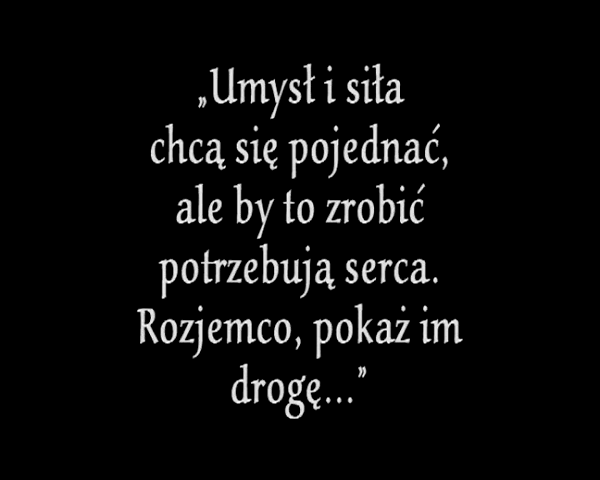 „Umysł i siła
chcą się pojednać,
ale by to zrobić
potrzebują serca.
Rozjemco, pokaż im
drogę...”